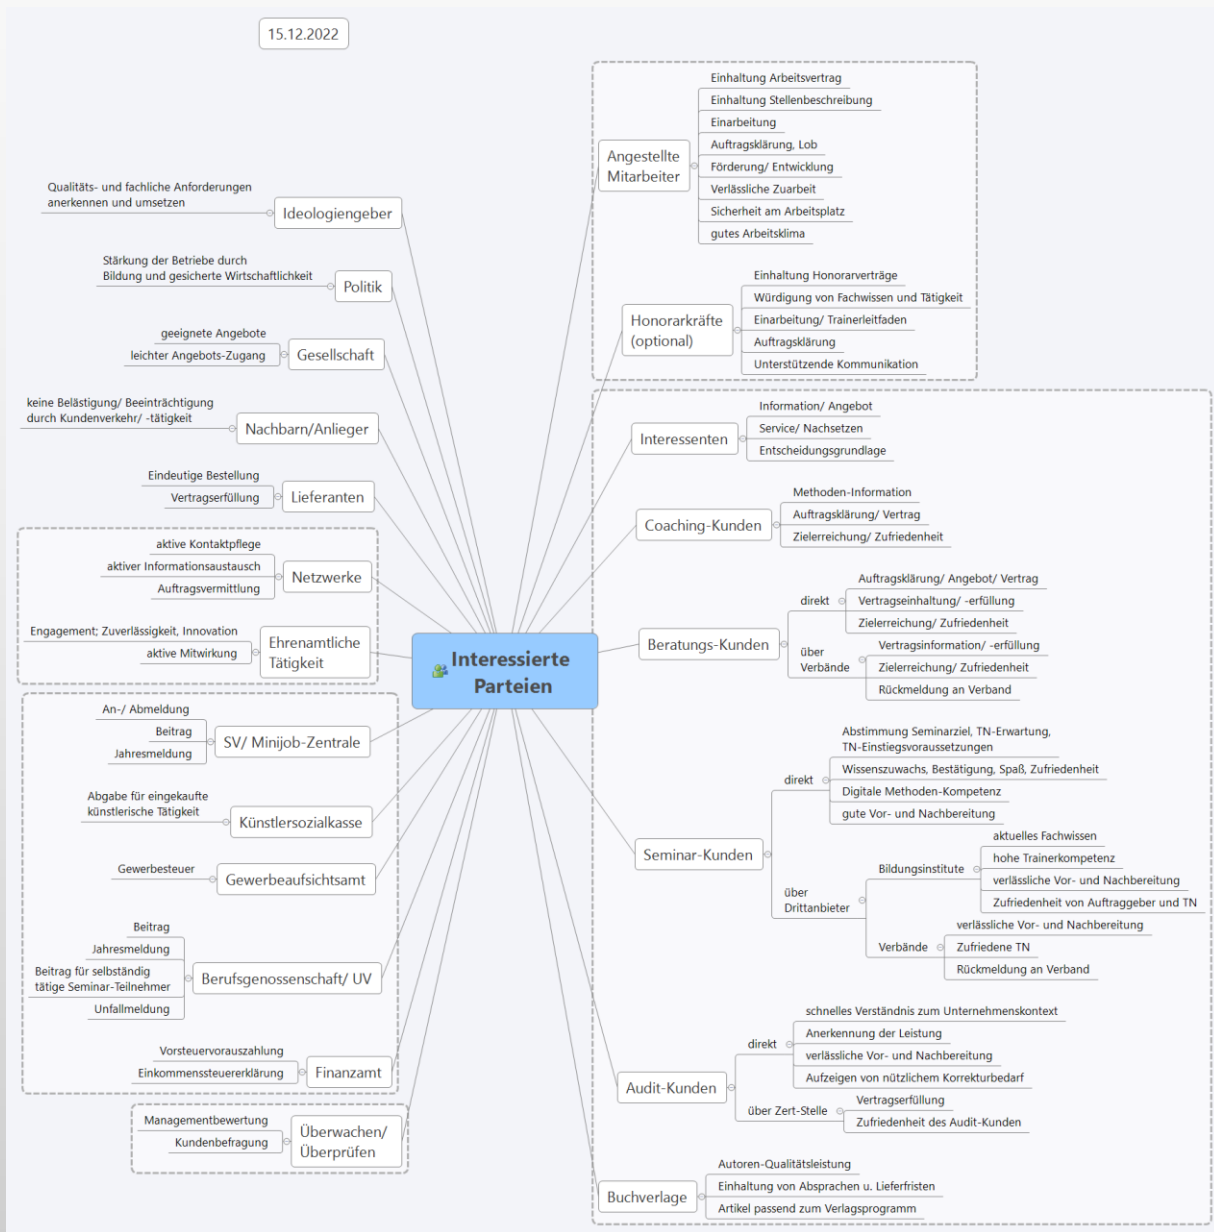 15.12.2022
Interessierte
Parteien
Ideologiengeber
Qualitäts- und fachliche Anforderungen
anerkennen und umsetzen
Politik
Stärkung der Betriebe durch
Bildung und gesicherte Wirtschaftlichkeit
Gesellschaft
geeignete Angebote
leichter Angebots-Zugang
Nachbarn/Anlieger
keine Belästigung/ Beeinträchtigung
durch Kundenverkehr/ -tätigkeit
Lieferanten
Eindeutige Bestellung
Vertragserfüllung
Netzwerke
aktive Kontaktpflege
aktiver Informationsaustausch
Auftragsvermittlung
Ehrenamtliche
Tätigkeit
Engagement; Zuverlässigkeit, Innovation
aktive Mitwirkung
SV/ Minijob-Zentrale
An-/ Abmeldung
Beitrag
Jahresmeldung
Künstlersozialkasse
Abgabe für eingekaufte
künstlerische Tätigkeit
Gewerbeaufsichtsamt
Gewerbesteuer
Berufsgenossenschaft/ UV
Beitrag
Jahresmeldung
Beitrag für selbständig
tätige Seminar-Teilnehmer
Unfallmeldung
Finanzamt
Vorsteuervorauszahlung
Einkommenssteuererklärung
Überwachen/
Überprüfen
Managementbewertung
Kundenbefragung
Angestellte
Mitarbeiter
Einhaltung Arbeitsvertrag
Einhaltung Stellenbeschreibung
Einarbeitung
Auftragsklärung, Lob
Förderung/ Entwicklung
Verlässliche Zuarbeit
Sicherheit am Arbeitsplatz
gutes Arbeitsklima
Honorarkräfte
(optional)
Einhaltung Honorarverträge
Würdigung von Fachwissen und Tätigkeit
Einarbeitung/ Trainerleitfaden
Auftragsklärung
Unterstützende Kommunikation
Interessenten
Information/ Angebot
Service/ Nachsetzen
Entscheidungsgrundlage
Coaching-Kunden
Methoden-Information
Auftragsklärung/ Vertrag
Zielerreichung/ Zufriedenheit
Beratungs-Kunden
direkt
Auftragsklärung/ Angebot/ Vertrag
Vertragseinhaltung/ -erfüllung
Zielerreichung/ Zufriedenheit
über
Verbände
Vertragsinformation/ -erfüllung
Zielerreichung/ Zufriedenheit
Rückmeldung an Verband
Seminar-Kunden
direkt
Abstimmung Seminarziel, TN-Erwartung,
TN-Einstiegsvoraussetzungen
Wissenszuwachs, Bestätigung, Spaß, Zufriedenheit
Digitale Methoden-Kompetenz
gute Vor- und Nachbereitung
über
Drittanbieter
Bildungsinstitute
aktuelles Fachwissen
hohe Trainerkompetenz
verlässliche Vor- und Nachbereitung
Zufriedenheit von Auftraggeber und TN
Verbände
verlässliche Vor- und Nachbereitung
Zufriedene TN
Rückmeldung an Verband
Audit-Kunden
direkt
schnelles Verständnis zum Unternehmenskontext
Anerkennung der Leistung
verlässliche Vor- und Nachbereitung
Aufzeigen von nützlichem Korrekturbedarf
über Zert-Stelle
Vertragserfüllung
Zufriedenheit des Audit-Kunden
Buchverlage
Autoren-Qualitätsleistung
Einhaltung von Absprachen u. Lieferfristen
Artikel passend zum Verlagsprogramm